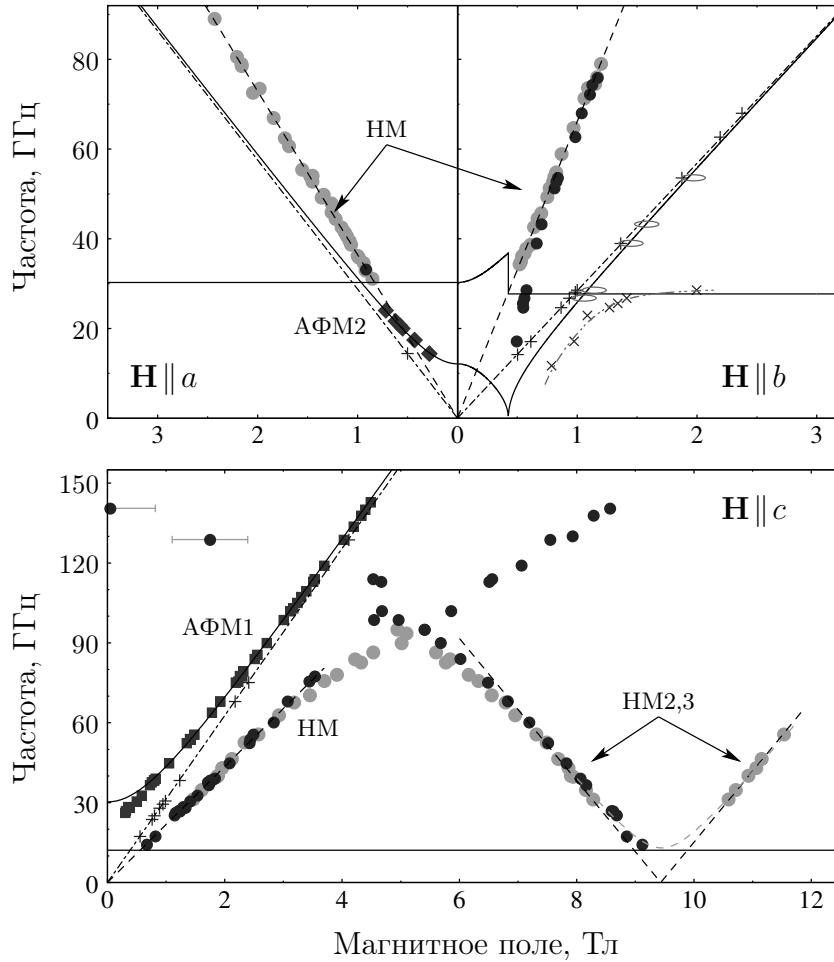 80
60
40
20
0
Частота, ГГц
НМ
АФМ2
H ∥ a
H ∥ b
3 2 1 0 1 2 3
150
120
90
60
30
0
Частота, ГГц
H ∥ c
АФМ1
НМ
НМ2,3
0 2 4 6 8 10 12
Магнитное поле, Тл